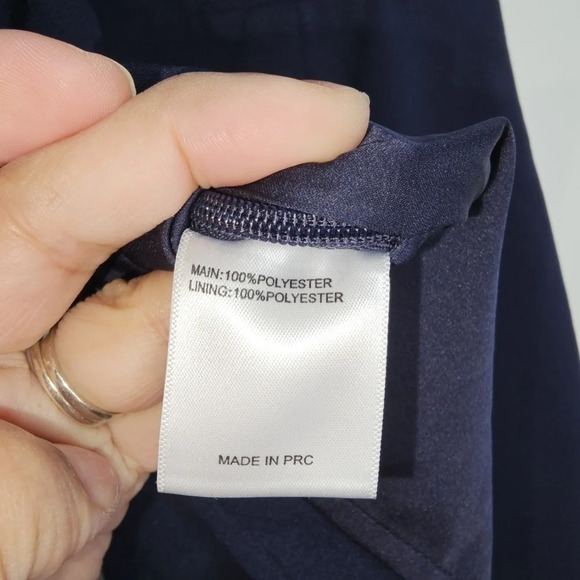 MAIN:100%POLYESTER
LINING:100%POLYESTER
MADE IN PRC